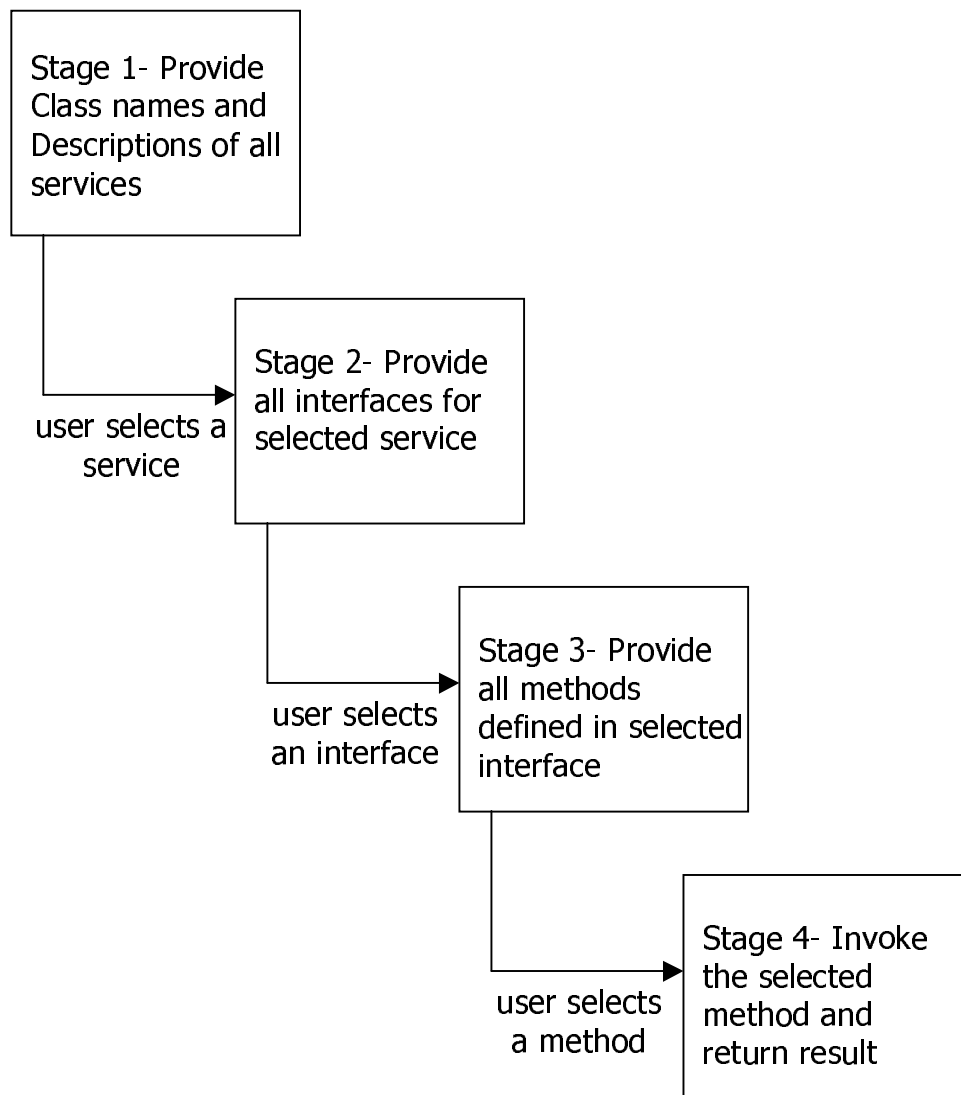 Stage 1- Provide
Class names and
Descriptions of all
services
user selects a
service
Stage 2- Provide
all interfaces for
selected service
user selects
an interface
Stage 3- Provide
all methods
defined in selected
interface
user selects
a method
Stage 4- Invoke
the selected
method and
return result